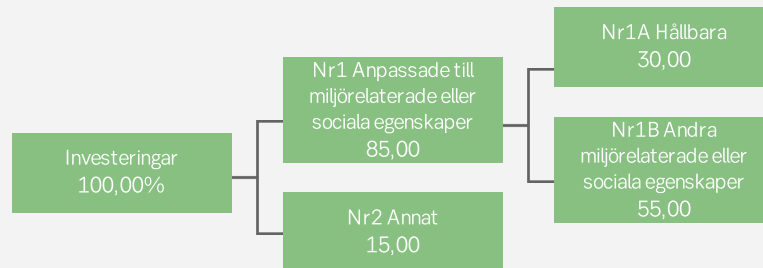 Investeringar
100,00%
Nr1 Anpassade till
miljörelaterade eller
sociala egenskaper
85,00
Nr2 Annat
15,00
Nr1A Hållbara
30,00
Nr1B Andra
miljörelaterade eller
sociala egenskaper
55,00